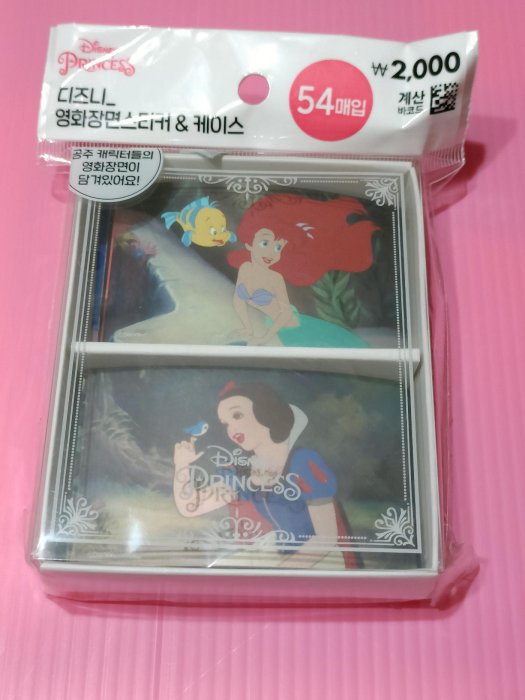 Disney
PRINCESS
디즈니_
영화장면스티커 & 케이스
54매입
₩2,000
계산
바코드
공주 캐릭터들의
영화장면이
담겨있어요!
Disney
PRINCESS